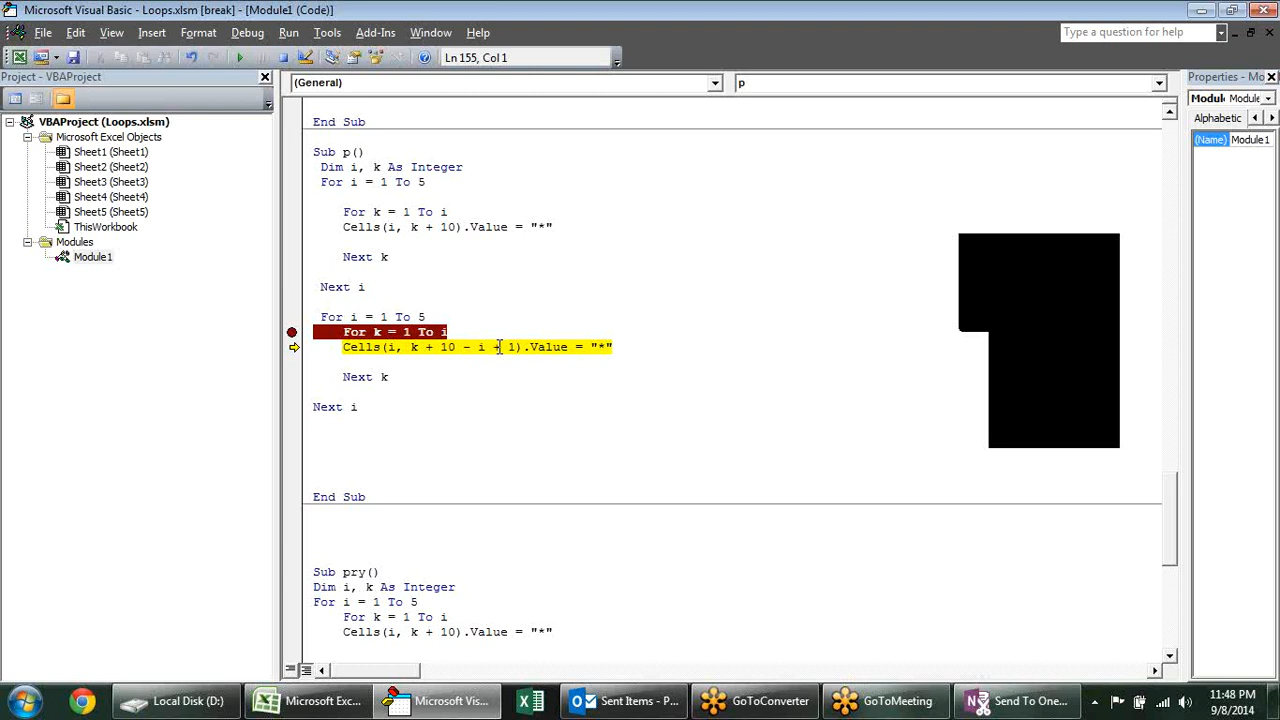 Microsoft Visual Basic - Loops.xlsm [break] - [Module1 (Code)]
File Edit View Insert Format Debug Run Tools Add-Ins Window Help
Type a question for help
Ln 155, Col 1
Project - VBAProject
(General)
p
Properties - Mo
VBAProject (Loops.xlsm)
Microsoft Excel Objects
Sheet1 (Sheet1)
Sheet2 (Sheet2)
Sheet3 (Sheet3)
Sheet4 (Sheet4)
Sheet5 (Sheet5)
ThisWorkbook
Modules
Module1
End Sub
Sub p()
Dim i, k As Integer
For i = 1 To 5
For k = 1 To i
Cells(i, k + 10).Value = "*"
Next k
Next i
For i = 1 To 5
For k = 1 To i
Cells(i, k + 10 - i + 1).Value = "*"
Next k
Next i
End Sub
Sub pry()
Dim i, k As Integer
For i = 1 To 5
For k = 1 To i
Cells(i, k + 10).Value = "*"
Modul Module
Alphabetic
(Name) Module1
Local Disk (D:)
Microsoft Exc...
Microsoft Vis...
Sent Items - P...
GoToConverter
GoToMeeting
Send To One...
11:48 PM
9/8/2014